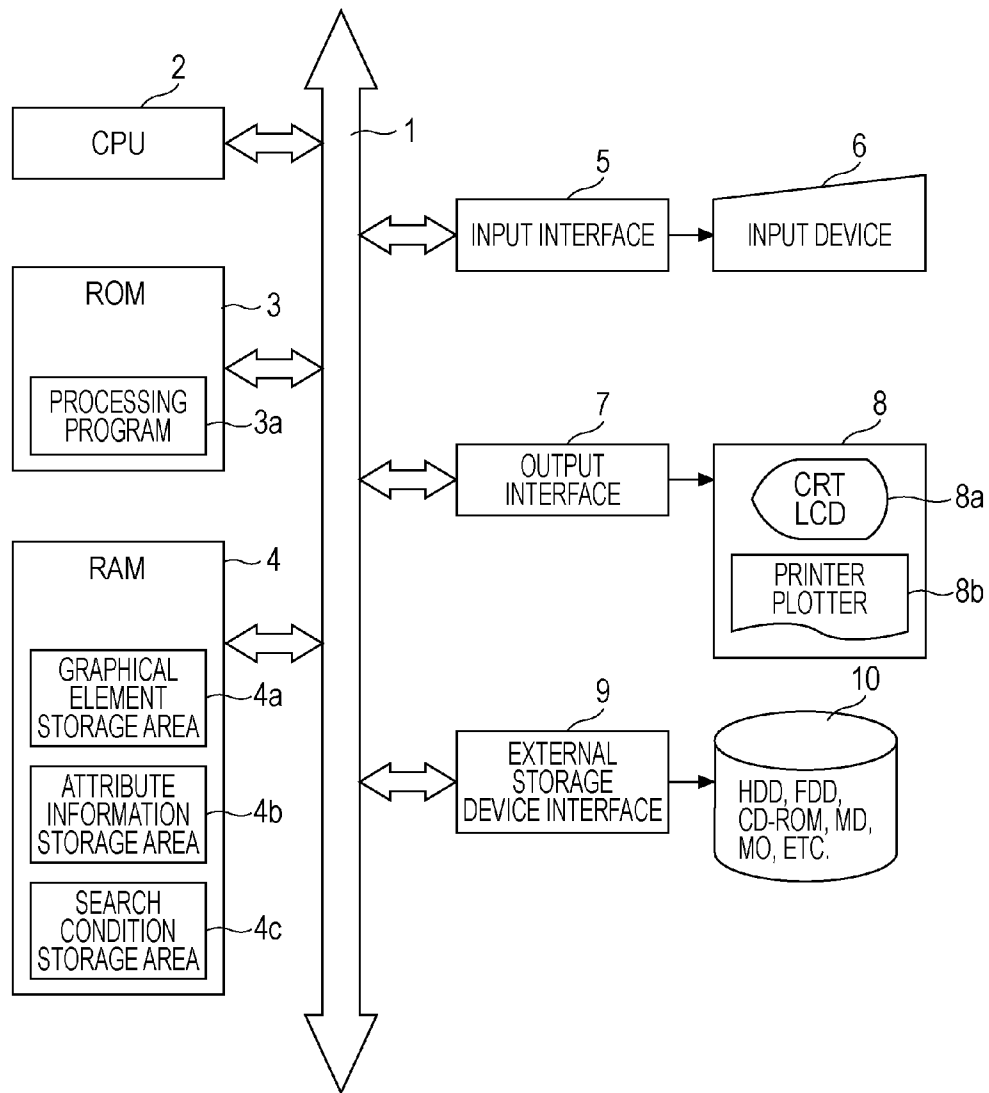 2
CPU
1
5
INPUT INTERFACE
6
INPUT DEVICE
ROM
3
PROCESSING
PROGRAM
3a
7
OUTPUT
INTERFACE
8
CRT
LCD
8a
PRINTER
PLOTTER
8b
RAM
4
GRAPHICAL
ELEMENT
STORAGE AREA
4a
ATTRIBUTE
INFORMATION
STORAGE AREA
4b
SEARCH
CONDITION
STORAGE AREA
4c
9
EXTERNAL
STORAGE
DEVICE INTERFACE
10
HDD, FDD,
CD-ROM, MD,
MO, ETC.